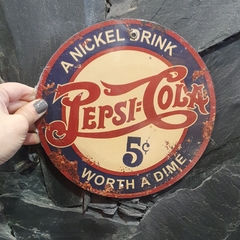 A NICKEL DRINK
PEPSI=COLA
5¢
WORTH A DIME